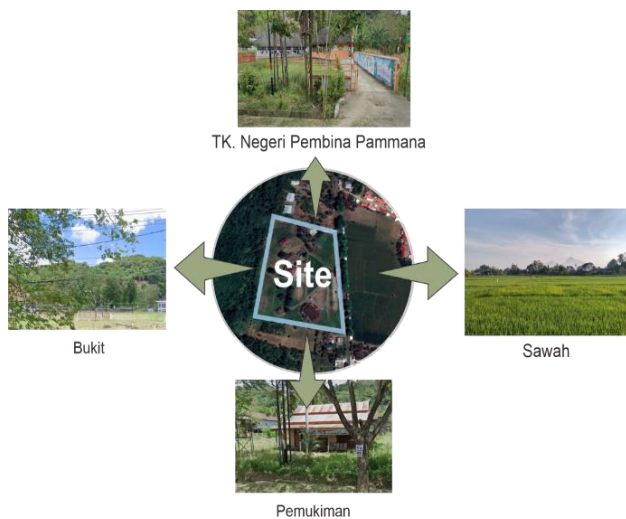 TK. Negeri Pembina Pammana
Site
Bukit
Sawah
Pemukiman